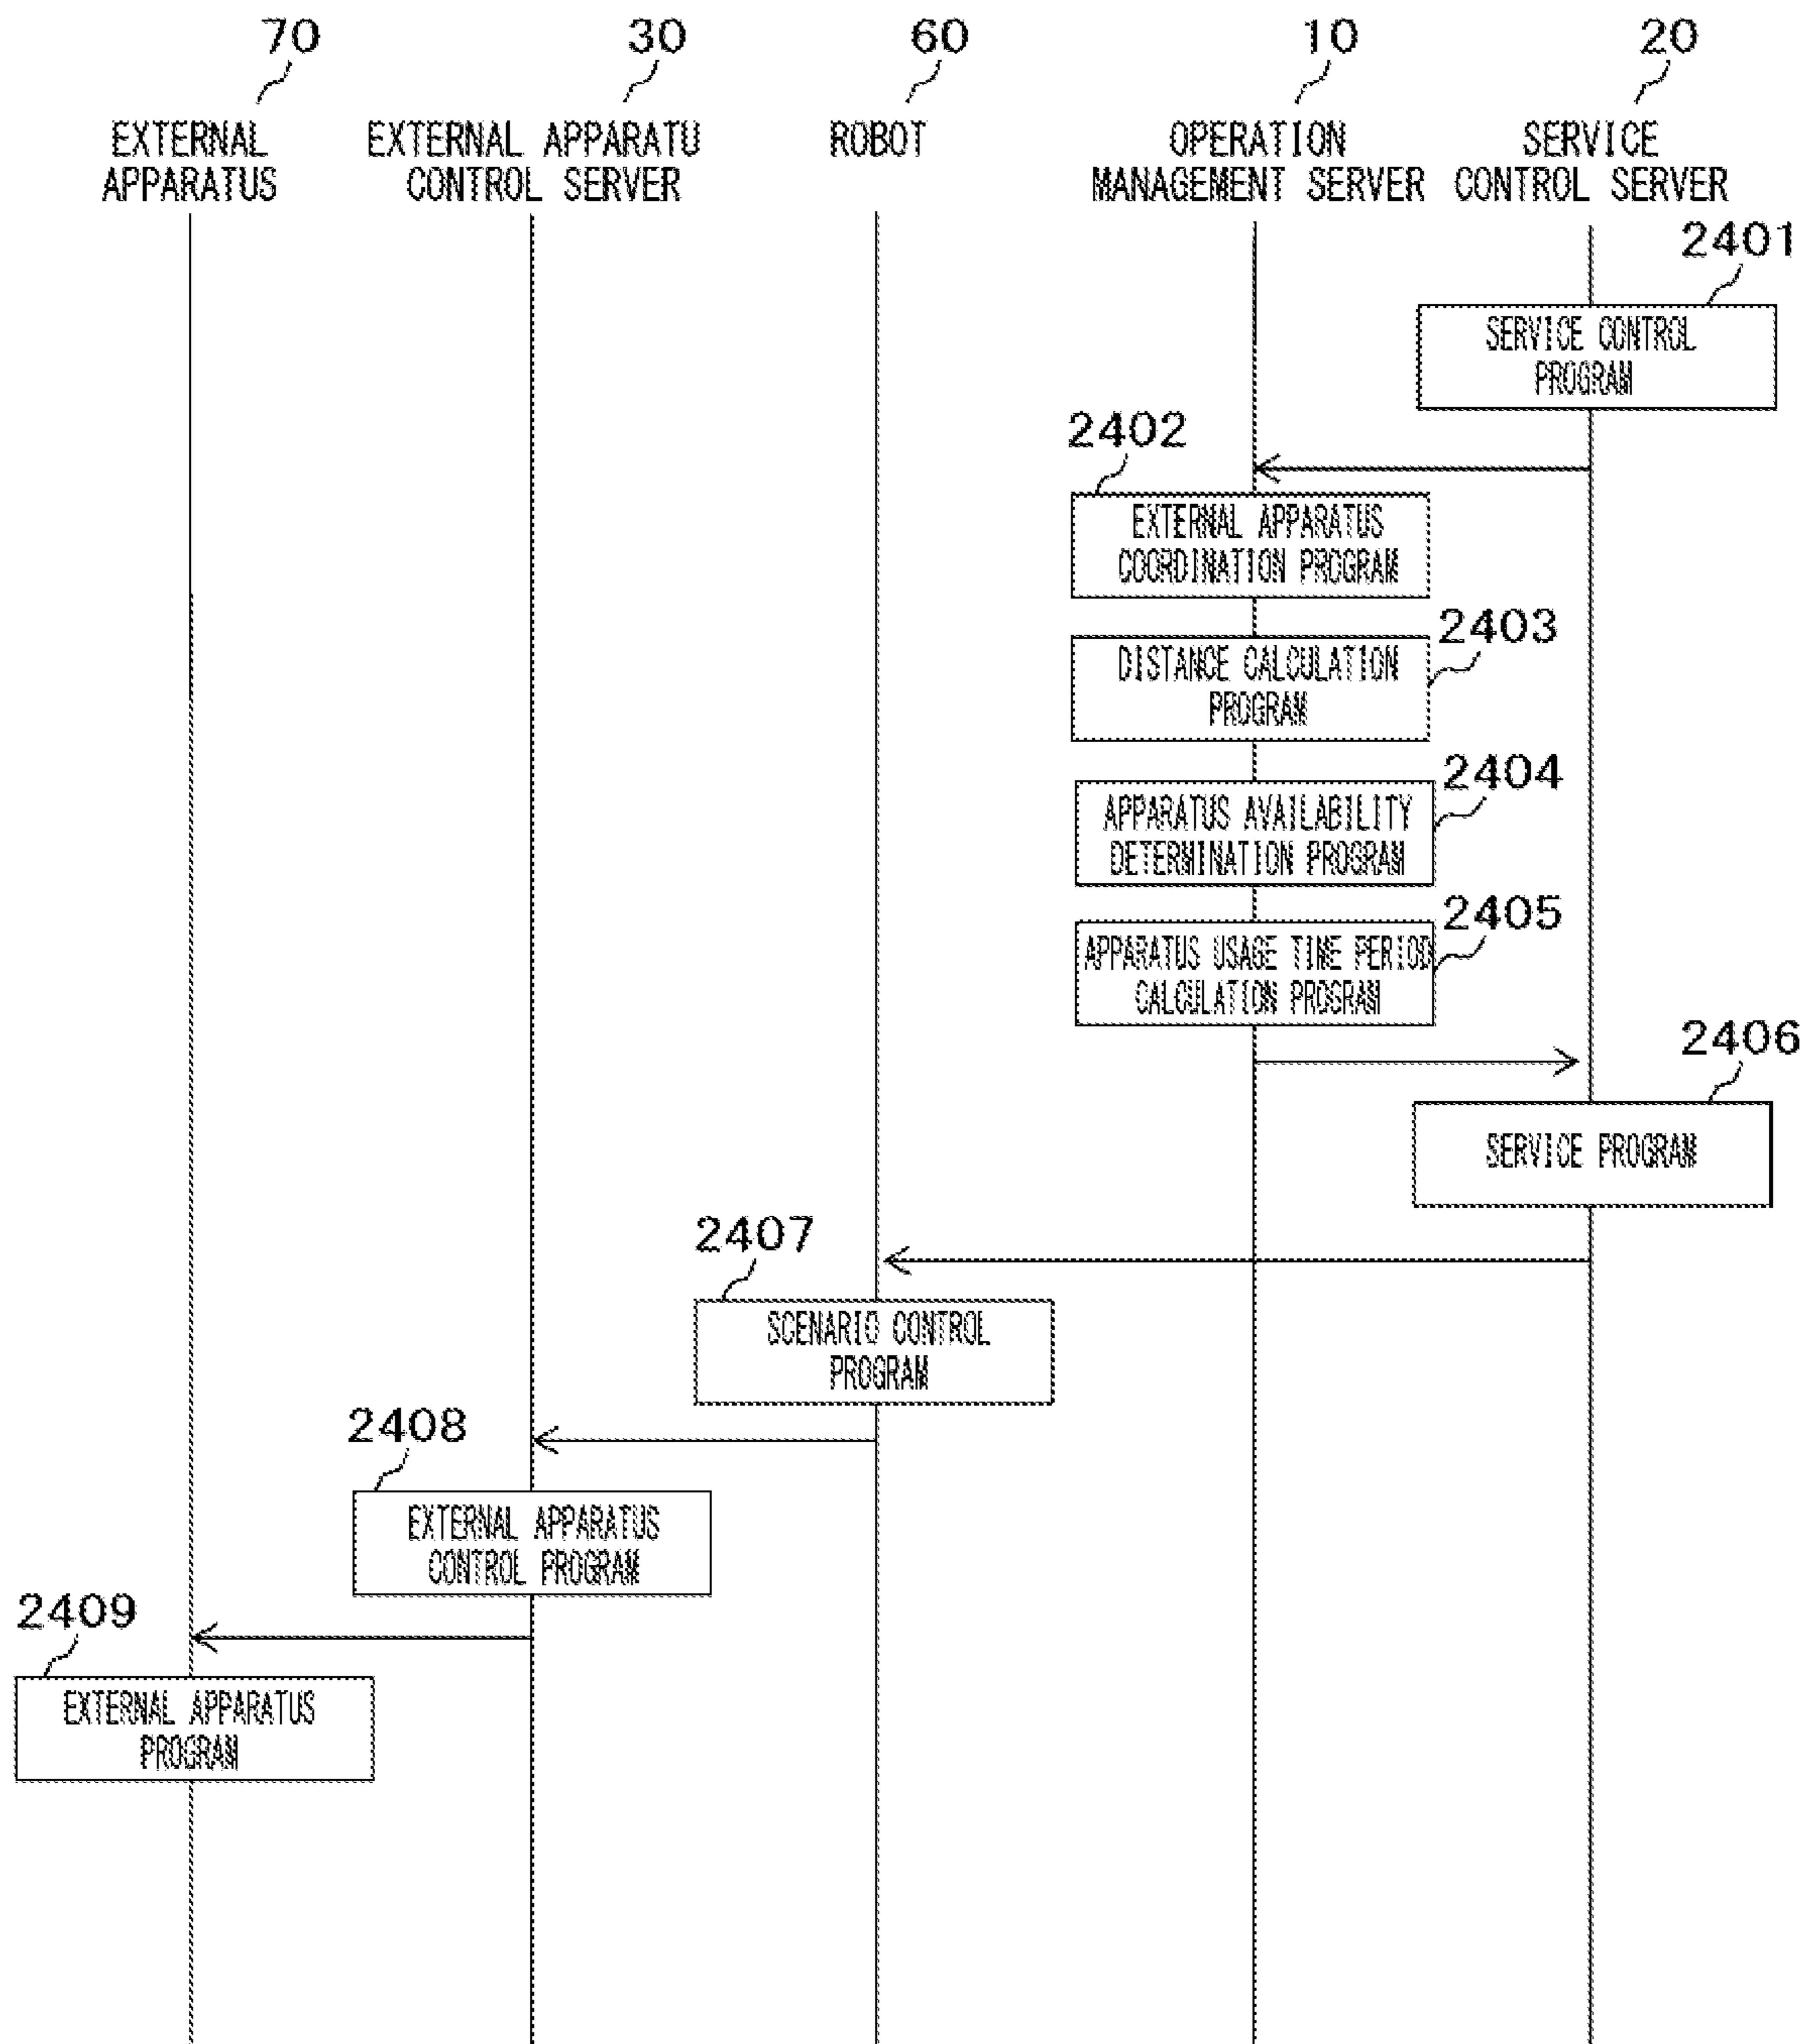 70
30
60
10
20
EXTERNAL
APPARATUS
EXTERNAL APPARATU
CONTROL SERVER
ROBOT
OPERATION
MANAGEMENT SERVER
SERVICE
CONTROL SERVER
2401
SERVICE CONTROL
PROGRAM
2402
EXTERNAL APPARATUS
COORDINATION PROGRAM
2403
DISTANCE CALCULATION
PROGRAM
2404
APPARATUS AVAILABILITY
DETERMINATION PROGRAM
2405
APPARATUS USAGE TIME PERIOD
CALCULATION PROGRAM
2406
SERVICE PROGRAM
2407
SCENARIO CONTROL
PROGRAM
2408
EXTERNAL APPARATUS
CONTROL PROGRAM
2409
EXTERNAL APPARATUS
PROGRAM